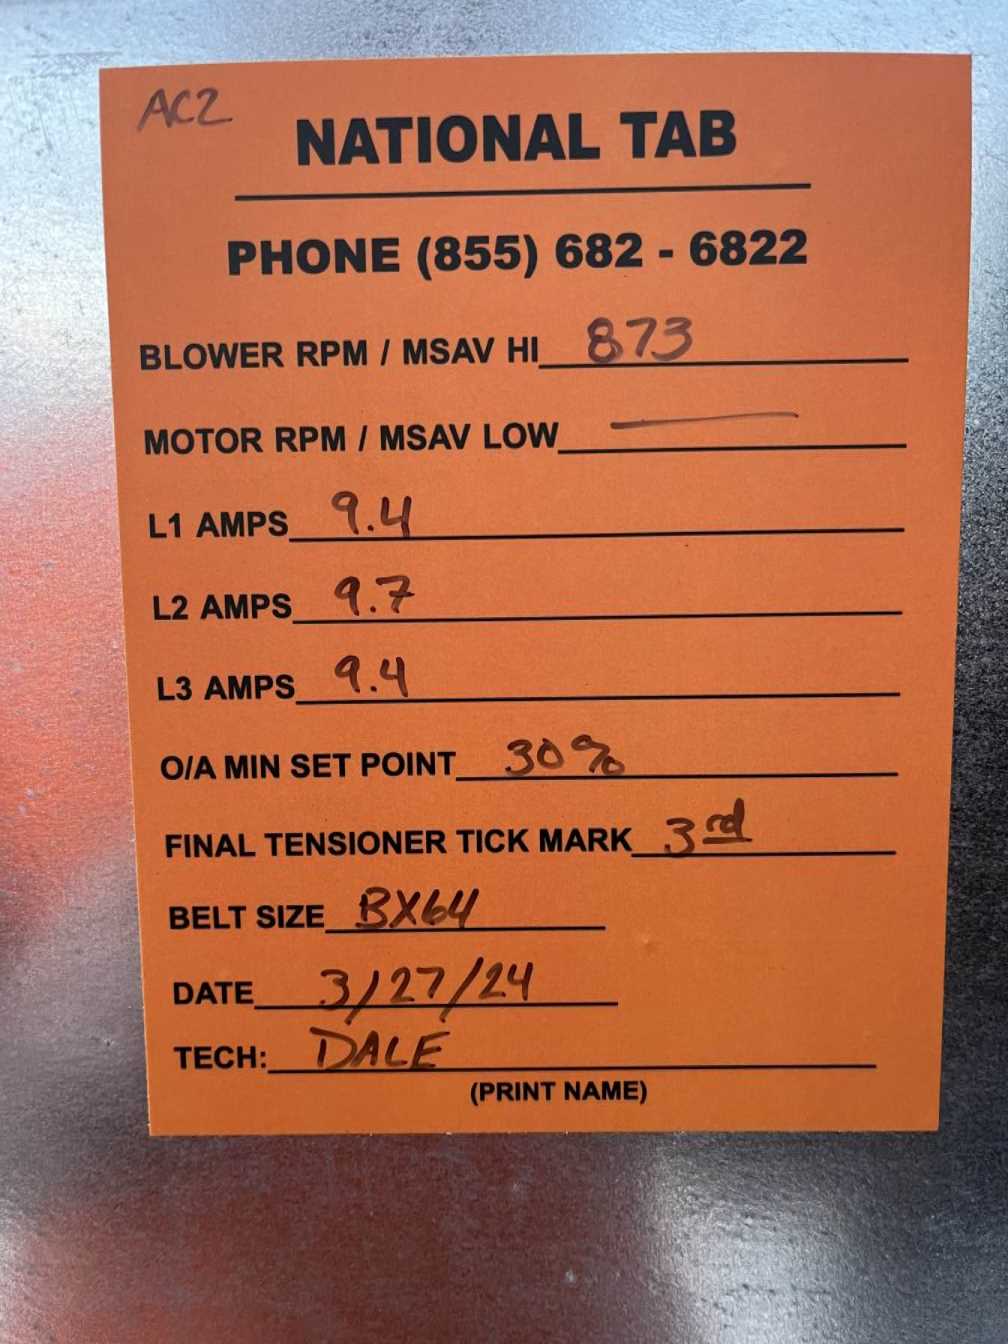 AC2
NATIONAL TAB
PHONE (855) 682 - 6822
BLOWER RPM / MSAV HI 873
MOTOR RPM / MSAV LOW —
L1 AMPS 9.4
L2 AMPS 9.7
L3 AMPS 9.4
O/A MIN SET POINT 30%
FINAL TENSIONER TICK MARK 3rd
BELT SIZE BX64
DATE 3/27/24
TECH: DALE
(PRINT NAME)